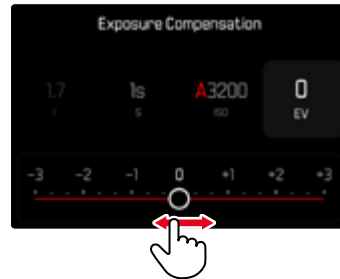 Exposure Compensation
1.7 1s A3200 0
F S ISO EV
-3 -2 -1 0 +1 +2 +3